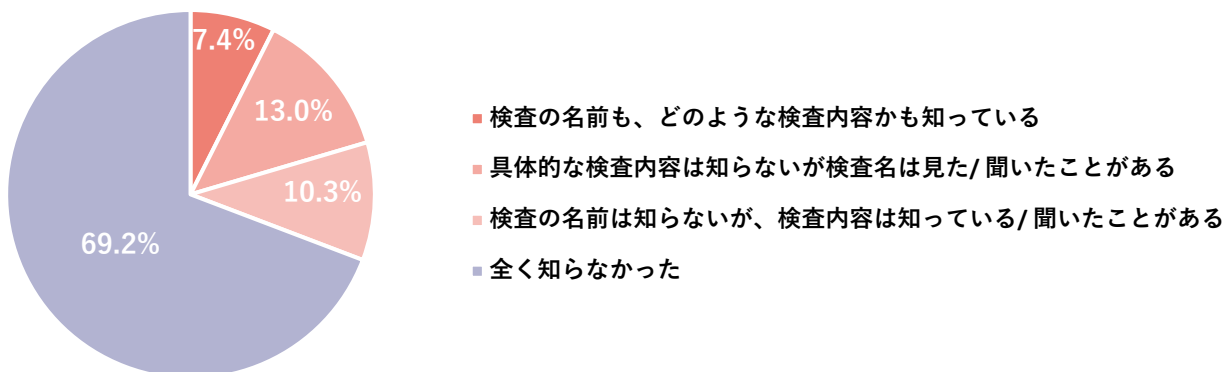 7.4%
13.0%
10.3%
69.2%
検査の名前も、どのような検査内容かも知っている
具体的な検査内容は知らないが検査名は見た/ 聞いたことがある
検査の名前は知らないが、検査内容は知っている/ 聞いたことがある
全く知らなかった